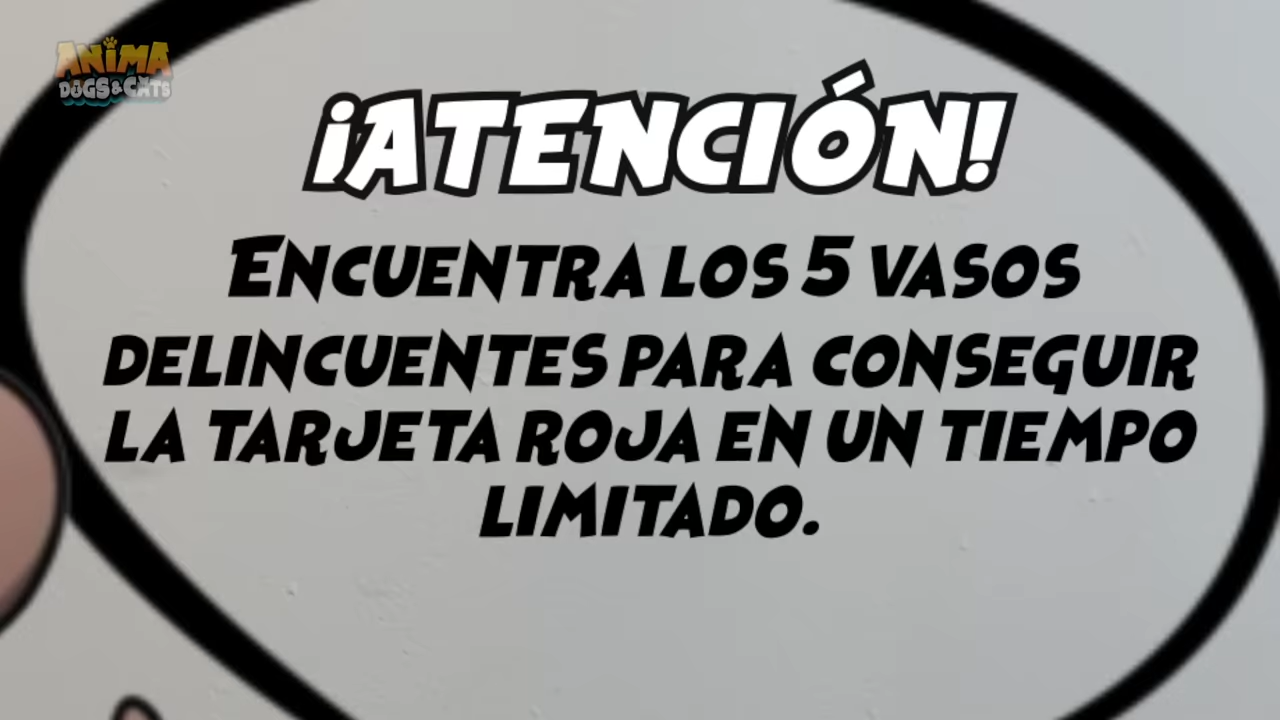 ANIMA
DOGS & CATS
¡ATENCIÓN!
ENCUENTRA LOS 5 VASOS
DELINCUENTES PARA CONSEGUIR
LA TARJETA ROJA EN UN TIEMPO
LIMITADO.